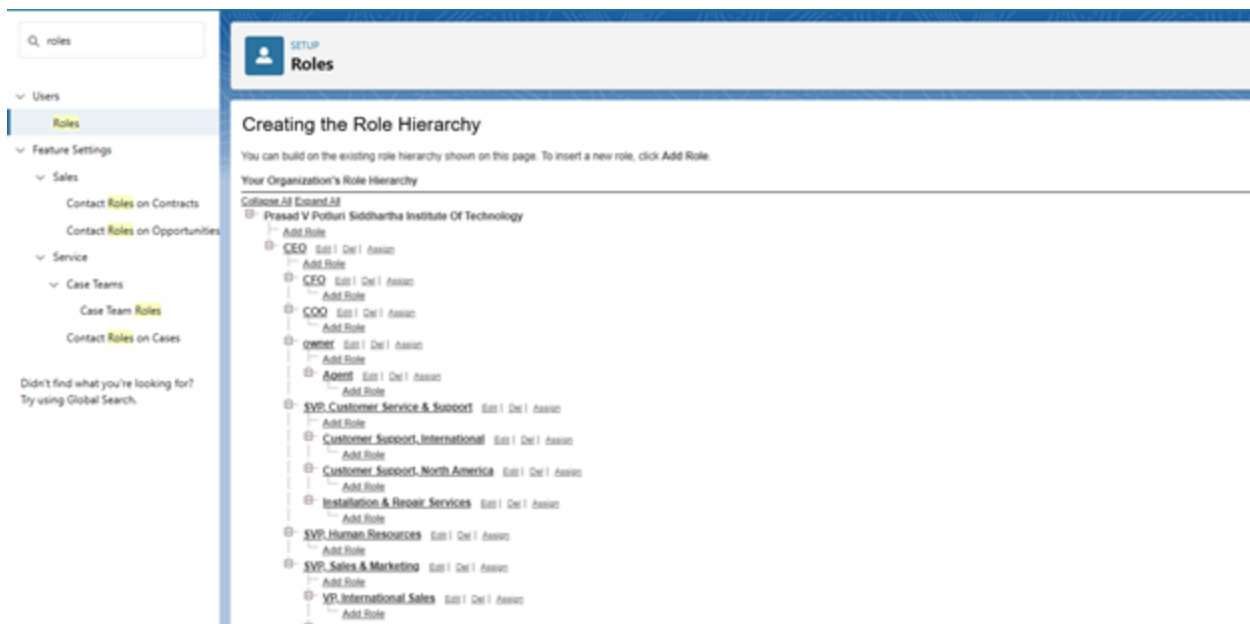 roles
Users
Roles
Feature Settings
Sales
Contact Roles on Contracts
Contact Roles on Opportunities
Service
Case Teams
Case Team Roles
Contact Roles on Cases
Didn't find what you're looking for?
Try using Global Search.
SETUP
Roles
Creating the Role Hierarchy
You can build on the existing role hierarchy shown on this page. To insert a new role, click Add Role.
Your Organization's Role Hierarchy
Collapse All Expand All
Prasad V Potluri Siddhartha Institute Of Technology
Add Role
CEO Edit | Del | Assign
Add Role
CFO Edit | Del | Assign
Add Role
COO Edit | Del | Assign
Add Role
owner Edit | Del | Assign
Add Role
Agent Edit | Del | Assign
Add Role
SVP, Customer Service & Support Edit | Del | Assign
Add Role
Customer Support, International Edit | Del | Assign
Add Role
Customer Support, North America Edit | Del | Assign
Add Role
Installation & Repair Services Edit | Del | Assign
Add Role
SVP, Human Resources Edit | Del | Assign
Add Role
SVP, Sales & Marketing Edit | Del | Assign
Add Role
VP, International Sales Edit | Del | Assign
Add Role